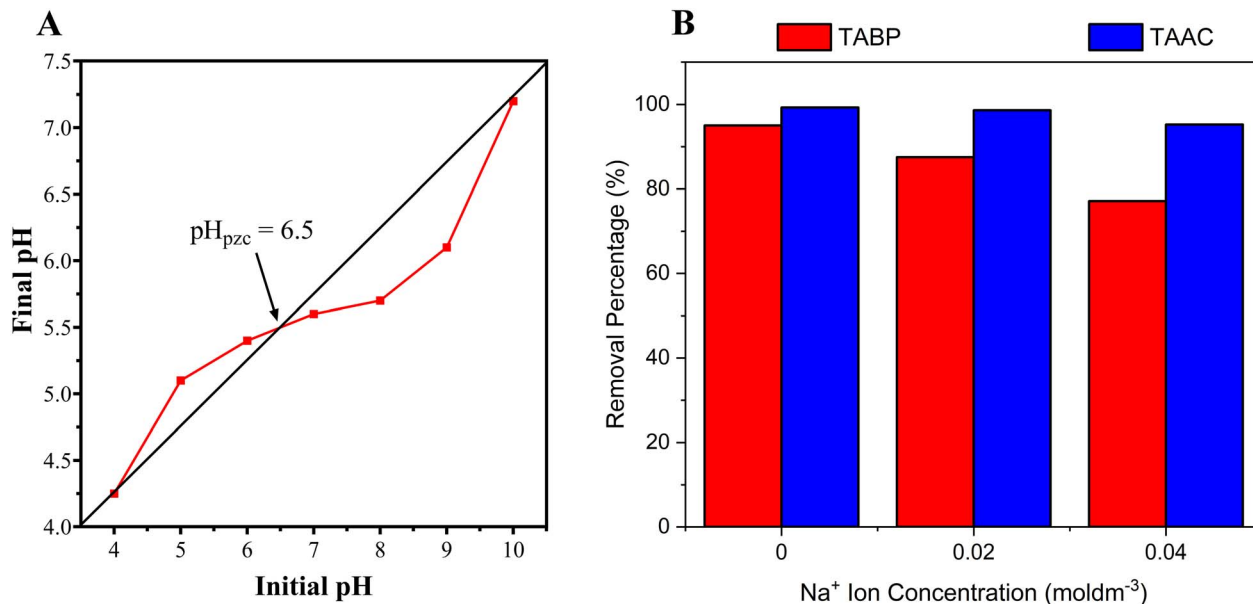 A
7.5
7.0
6.5
6.0
5.5
5.0
4.5
4.0
Final pH
pHpzc = 6.5
4 5 6 7 8 9 10
Initial pH
B
TABP TAAC
100
80
60
40
20
0
Removal Percentage (%)
0 0.02 0.04
Na⁺ Ion Concentration (moldm⁻³)